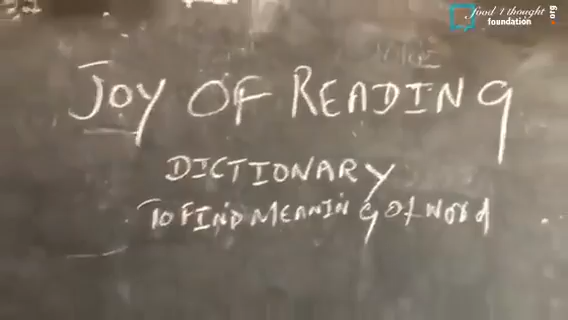 food 4 thought
foundation
.org
JOY OF READING
DICTIONARY
TO FIND MEANING Of WORd